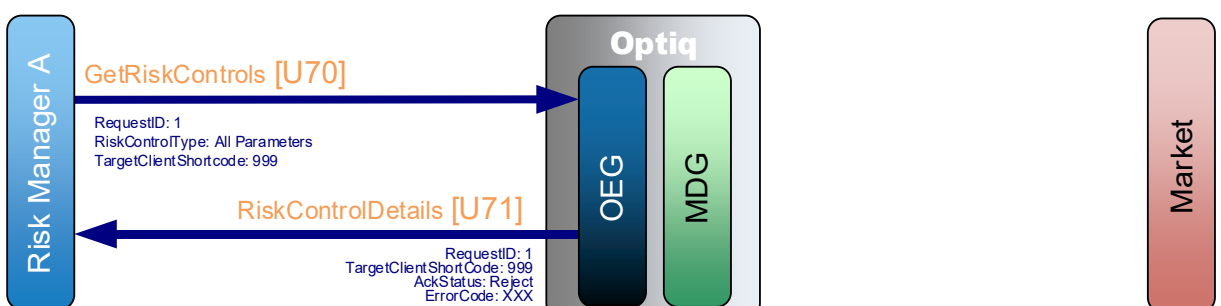 Optiq
Risk Manager A
GetRiskControls [U70]
RequestID: 1
RiskControlType: All Parameters
TargetClientShortcode: 999
OEG
MDG
Market
RiskControlDetails [U71]
RequestID: 1
TargetClientShortCode: 999
AckStatus: Reject
ErrorCode: XXX